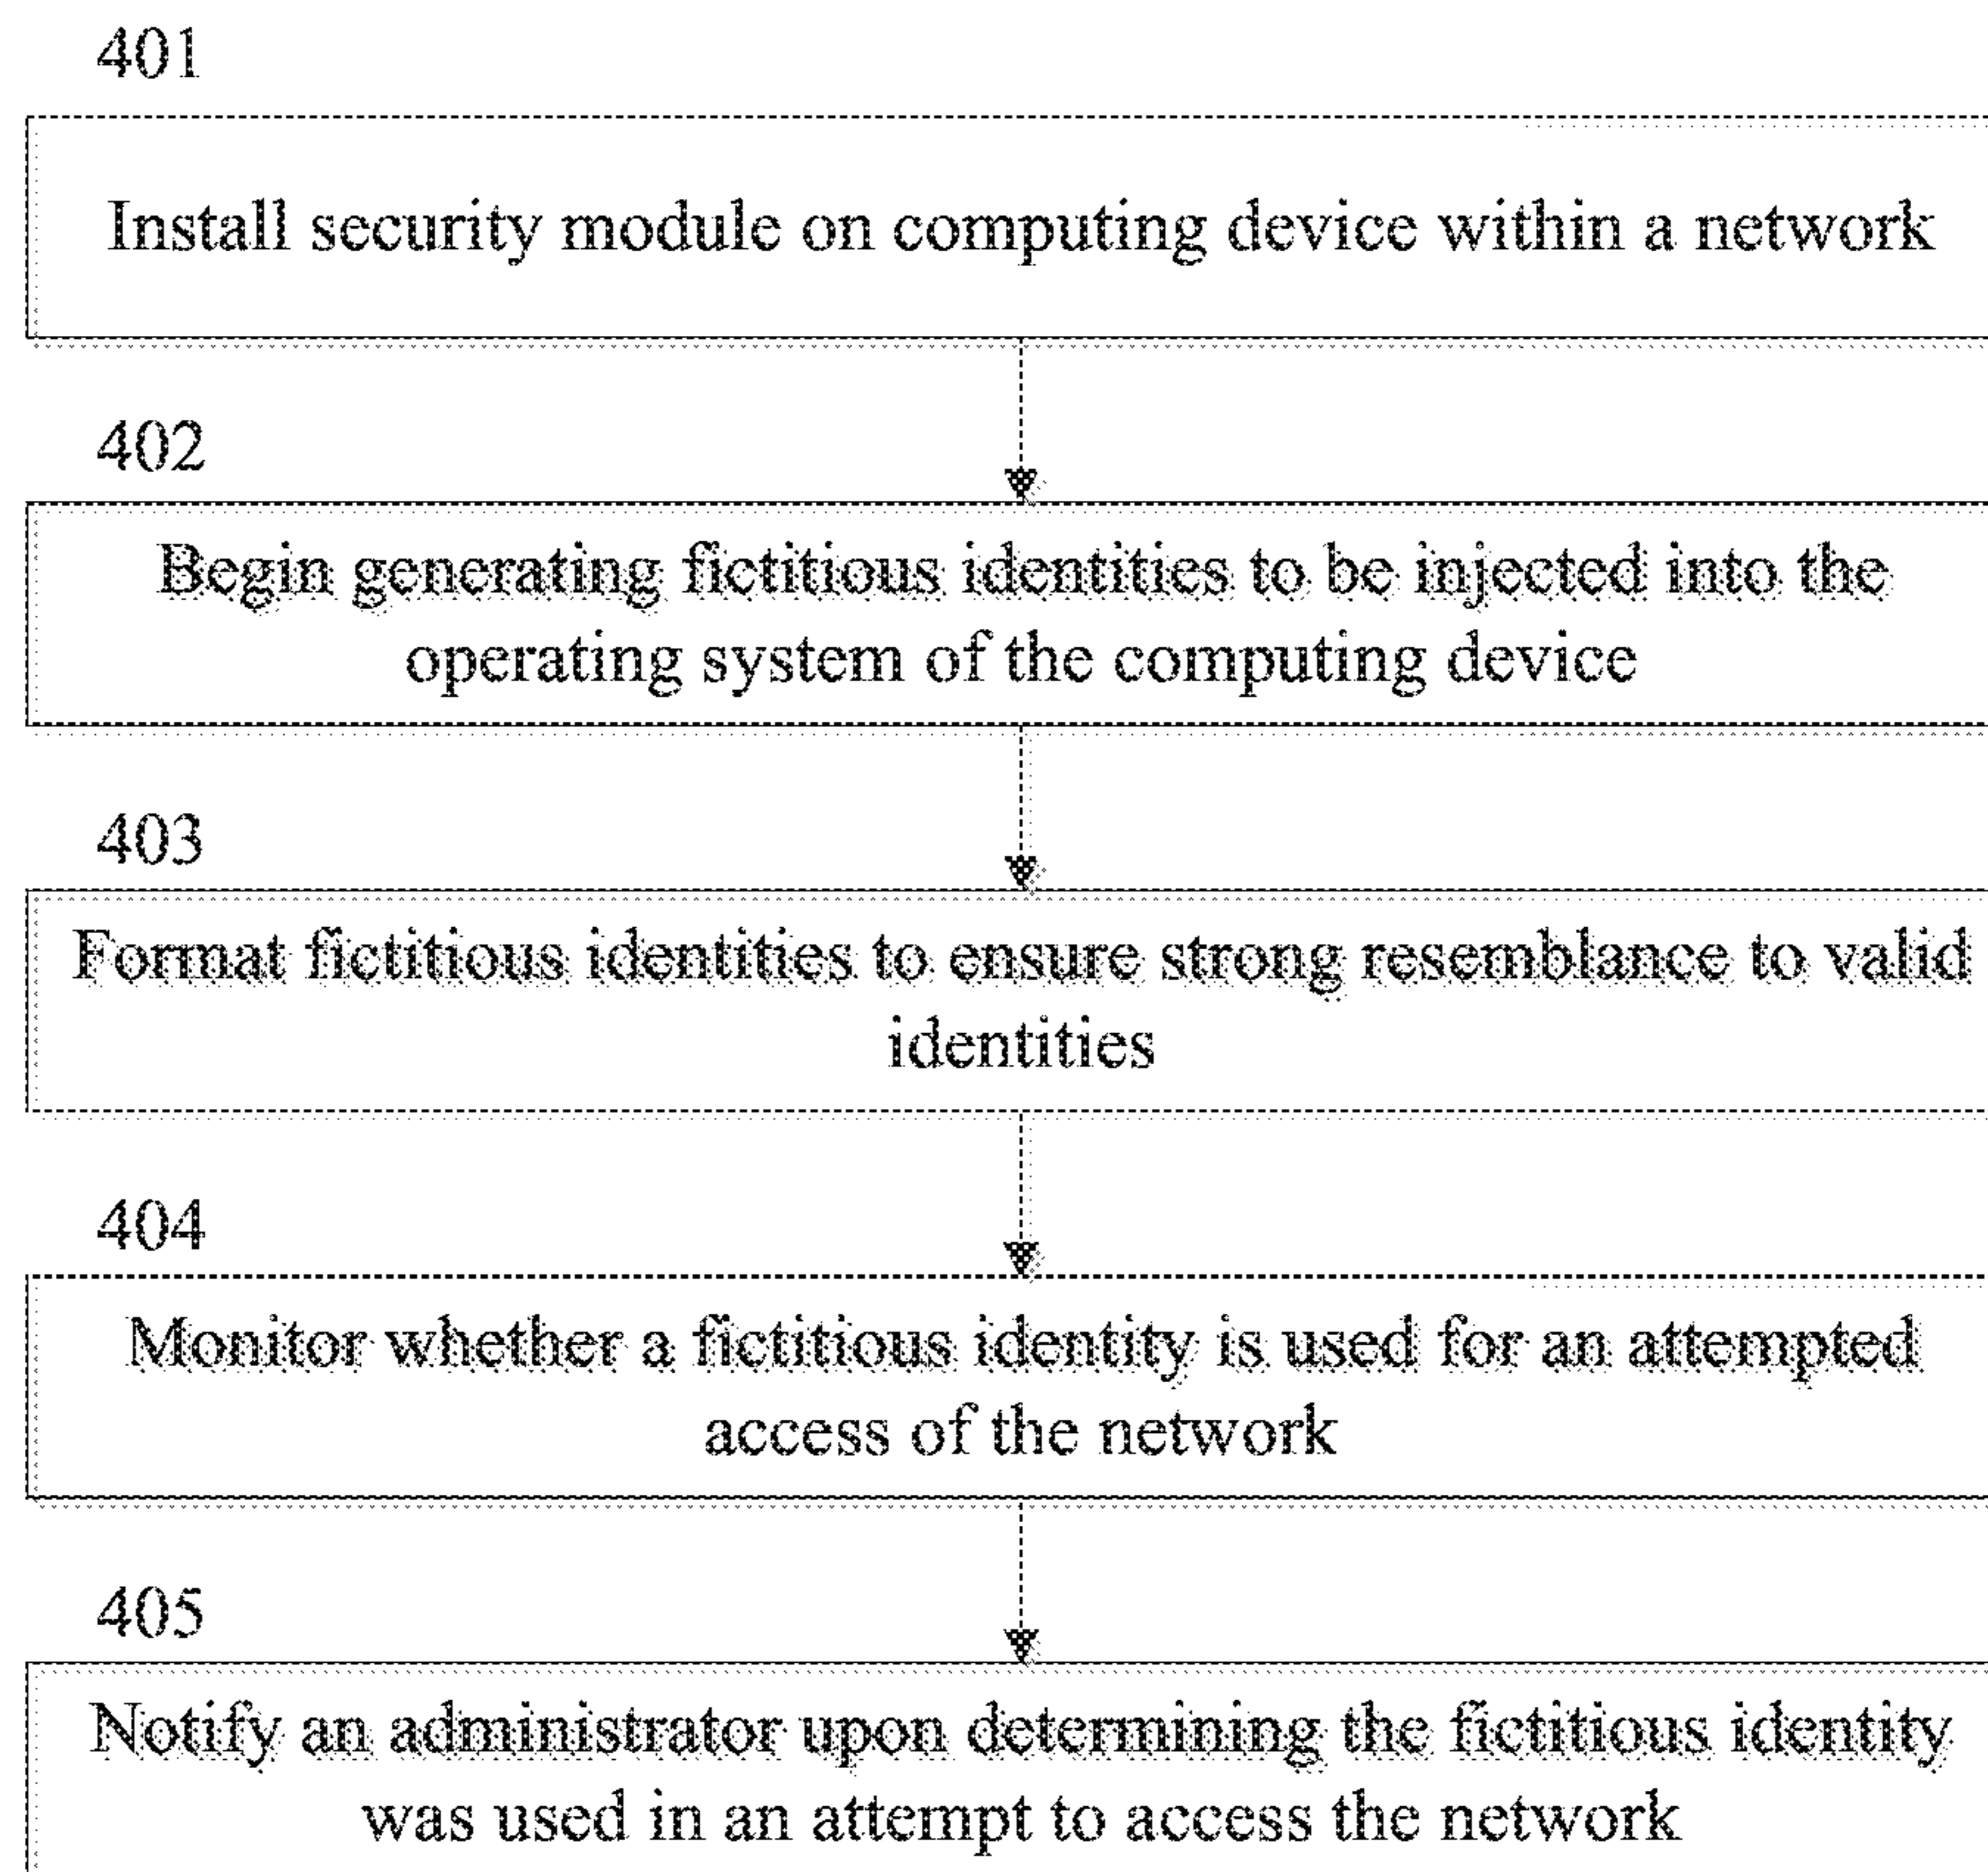 401
Install security module on computing device within a network
402
Begin generating fictitious identities to be injected into the
operating system of the computing device
403
Format fictitious identities to ensure strong resemblance to valid
identities
404
Monitor whether a fictitious identity is used for an attempted
access of the network
405
Notify an administrator upon determining the fictitious identity
was used in an attempt to access the network